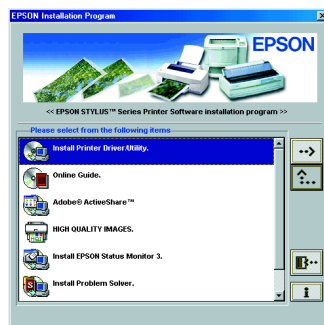 EPSON Installation Program
EPSON
<< EPSON STYLUS™ Series Printer Software installation program >>
Please select from the following items
Install Printer Driver/Utility.
Online Guide.
Adobe® ActiveShare™
HIGH QUALITY IMAGES.
Install EPSON Status Monitor 3.
Install Problem Solver.